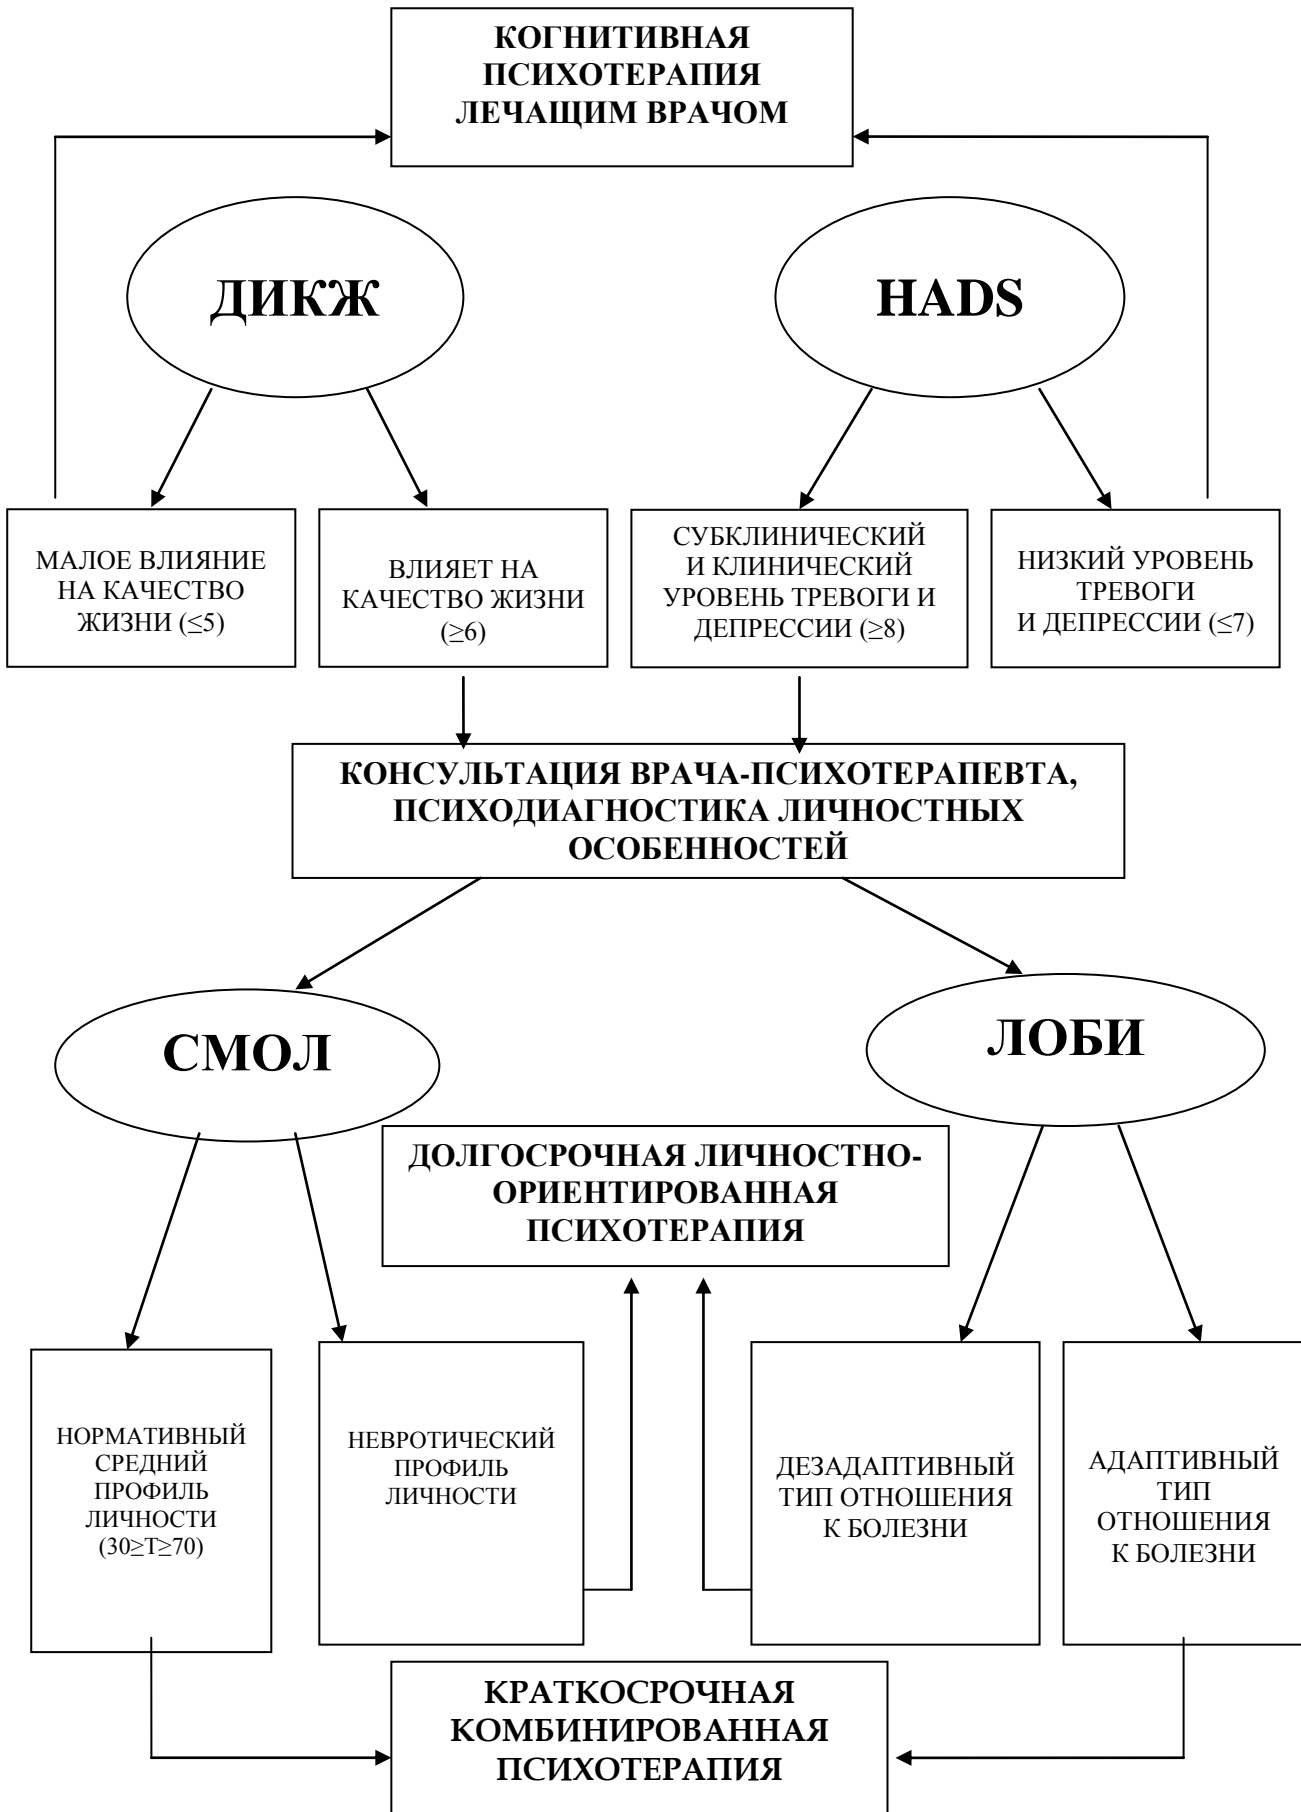 КОГНИТИВНАЯ
ПСИХОТЕРАПИЯ
ЛЕЧАЩИМ ВРАЧОМ
ДИКЖ
HADS
МАЛОЕ ВЛИЯНИЕ
НА КАЧЕСТВО
ЖИЗНИ (≤5)
ВЛИЯЕТ НА
КАЧЕСТВО ЖИЗНИ
(≥6)
СУБКЛИНИЧЕСКИЙ
И КЛИНИЧЕСКИЙ
УРОВЕНЬ ТРЕВОГИ И
ДЕПРЕССИИ (≥8)
НИЗКИЙ УРОВЕНЬ
ТРЕВОГИ
И ДЕПРЕССИИ (≤7)
КОНСУЛЬТАЦИЯ ВРАЧА-ПСИХОТЕРАПЕВТА,
ПСИХОДИАГНОСТИКА ЛИЧНОСТНЫХ
ОСОБЕННОСТЕЙ
СМОЛ
ЛОБИ
ДОЛГОСРОЧНАЯ ЛИЧНОСТНО-
ОРИЕНТИРОВАННАЯ
ПСИХОТЕРАПИЯ
НОРМАТИВНЫЙ
СРЕДНИЙ
ПРОФИЛЬ
ЛИЧНОСТИ
(30≥Т≥70)
НЕВРОТИЧЕСКИЙ
ПРОФИЛЬ
ЛИЧНОСТИ
ДЕЗАДАПТИВНЫЙ
ТИП ОТНОШЕНИЯ
К БОЛЕЗНИ
АДАПТИВНЫЙ
ТИП
ОТНОШЕНИЯ
К БОЛЕЗНИ
КРАТКОСРОЧНАЯ
КОМБИНИРОВАННАЯ
ПСИХОТЕРАПИЯ